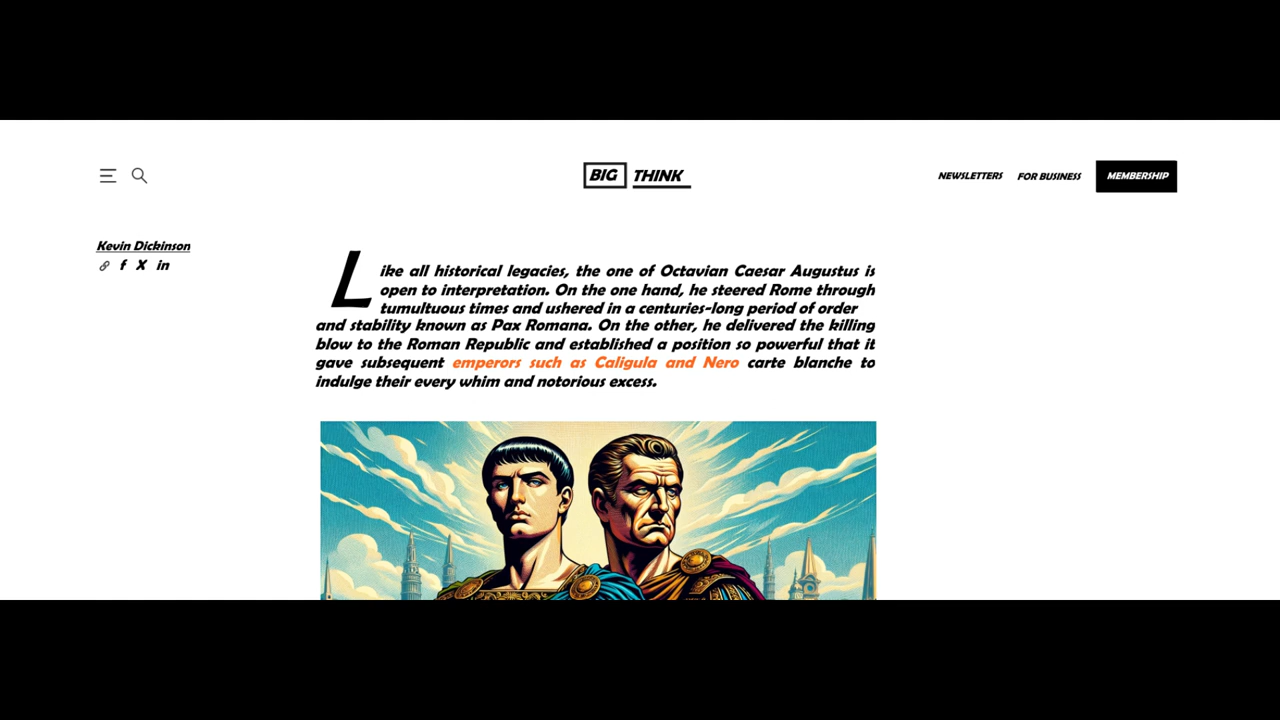 BIG THINK
NEWSLETTERS FOR BUSINESS MEMBERSHIP
Kevin Dickinson
f X in
Like all historical legacies, the one of Octavian Caesar Augustus is
open to interpretation. On the one hand, he steered Rome through
tumultuous times and ushered in a centuries-long period of order
and stability known as Pax Romana. On the other, he delivered the killing
blow to the Roman Republic and established a position so powerful that it
gave subsequent emperors such as Caligula and Nero carte blanche to
indulge their every whim and notorious excess.